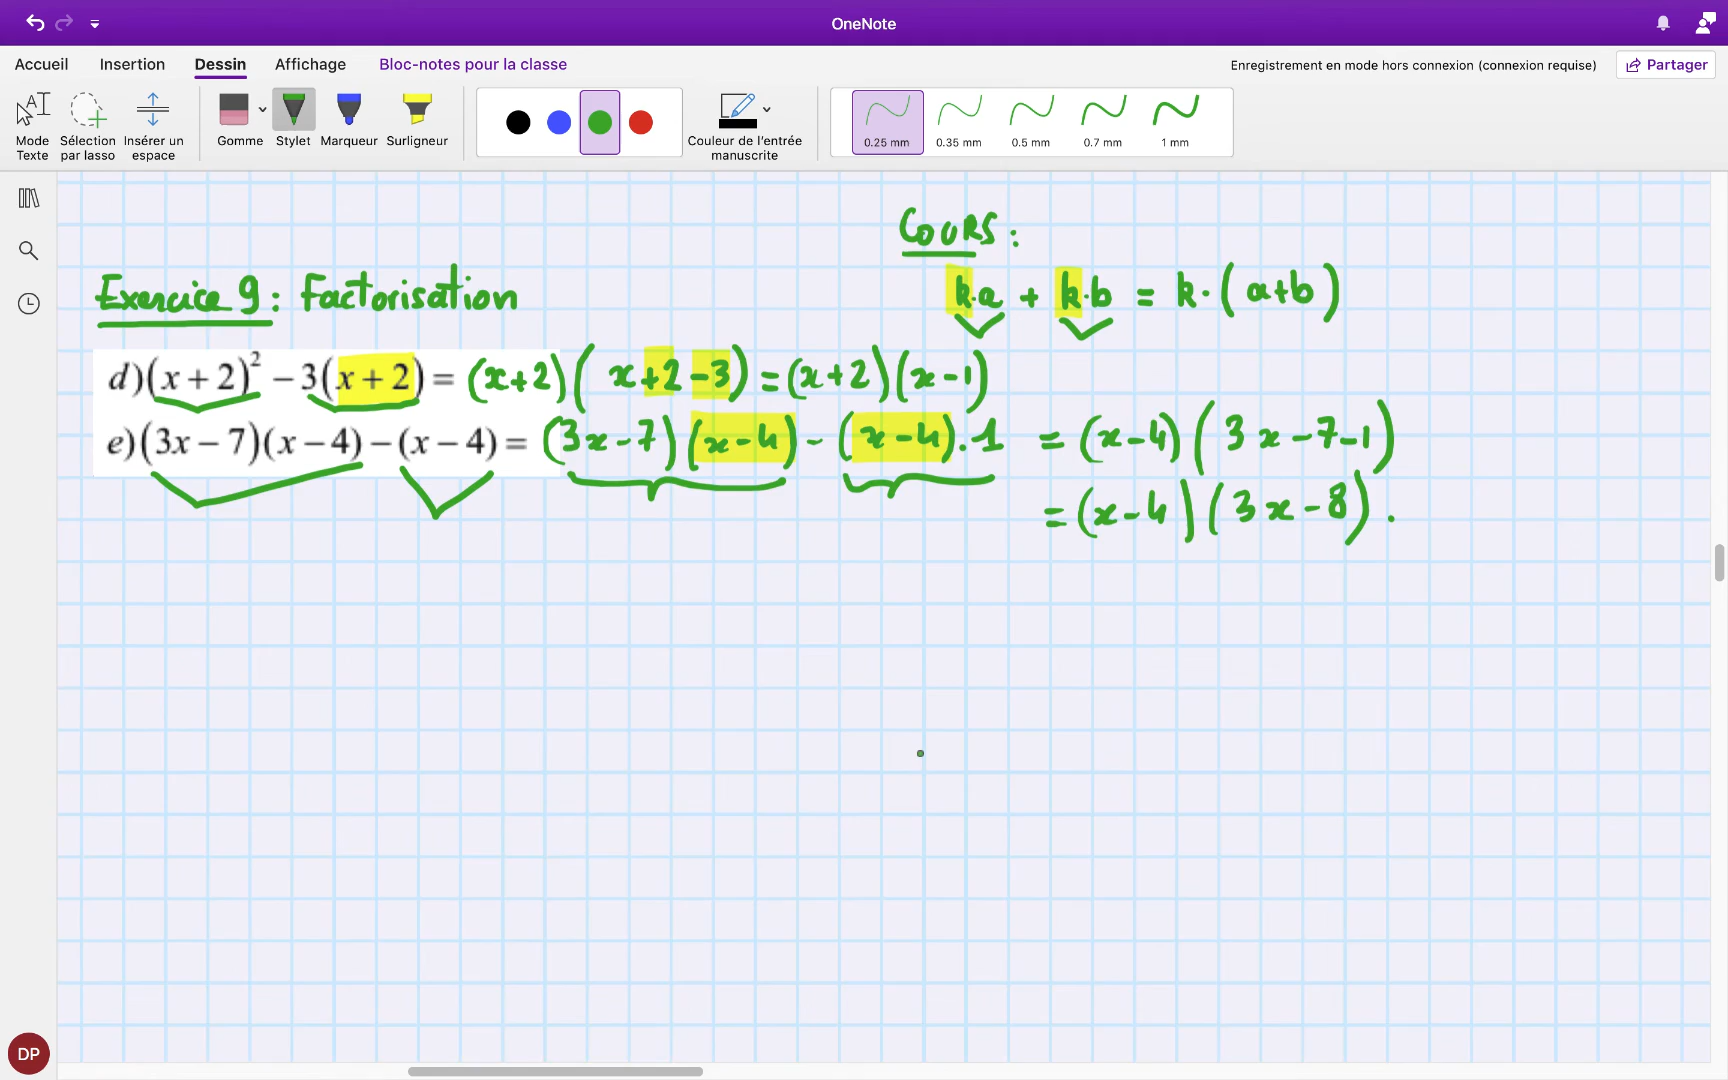 OneNote
Accueil Insertion Dessin Affichage Bloc-notes pour la classe Enregistrement en mode hors connexion (connexion requise) Partager
Mode Texte Sélection par lasso Insérer un espace Gomme Stylet Marqueur Surligneur Couleur de l'entrée manuscrite 0.25 mm 0.35 mm 0.5 mm 0.7 mm 1 mm
Cours :
Exercice 9 : Factorisation
k·a + k·b = k·(a+b)
d) (x + 2)² − 3(x + 2) = (x+2)(x+2−3) = (x+2)(x−1)
e) (3x − 7)(x − 4) − (x − 4) = (3x−7)(x−4) − (x−4).1 = (x−4)(3x−7−1)
= (x−4)(3x−8).
DP